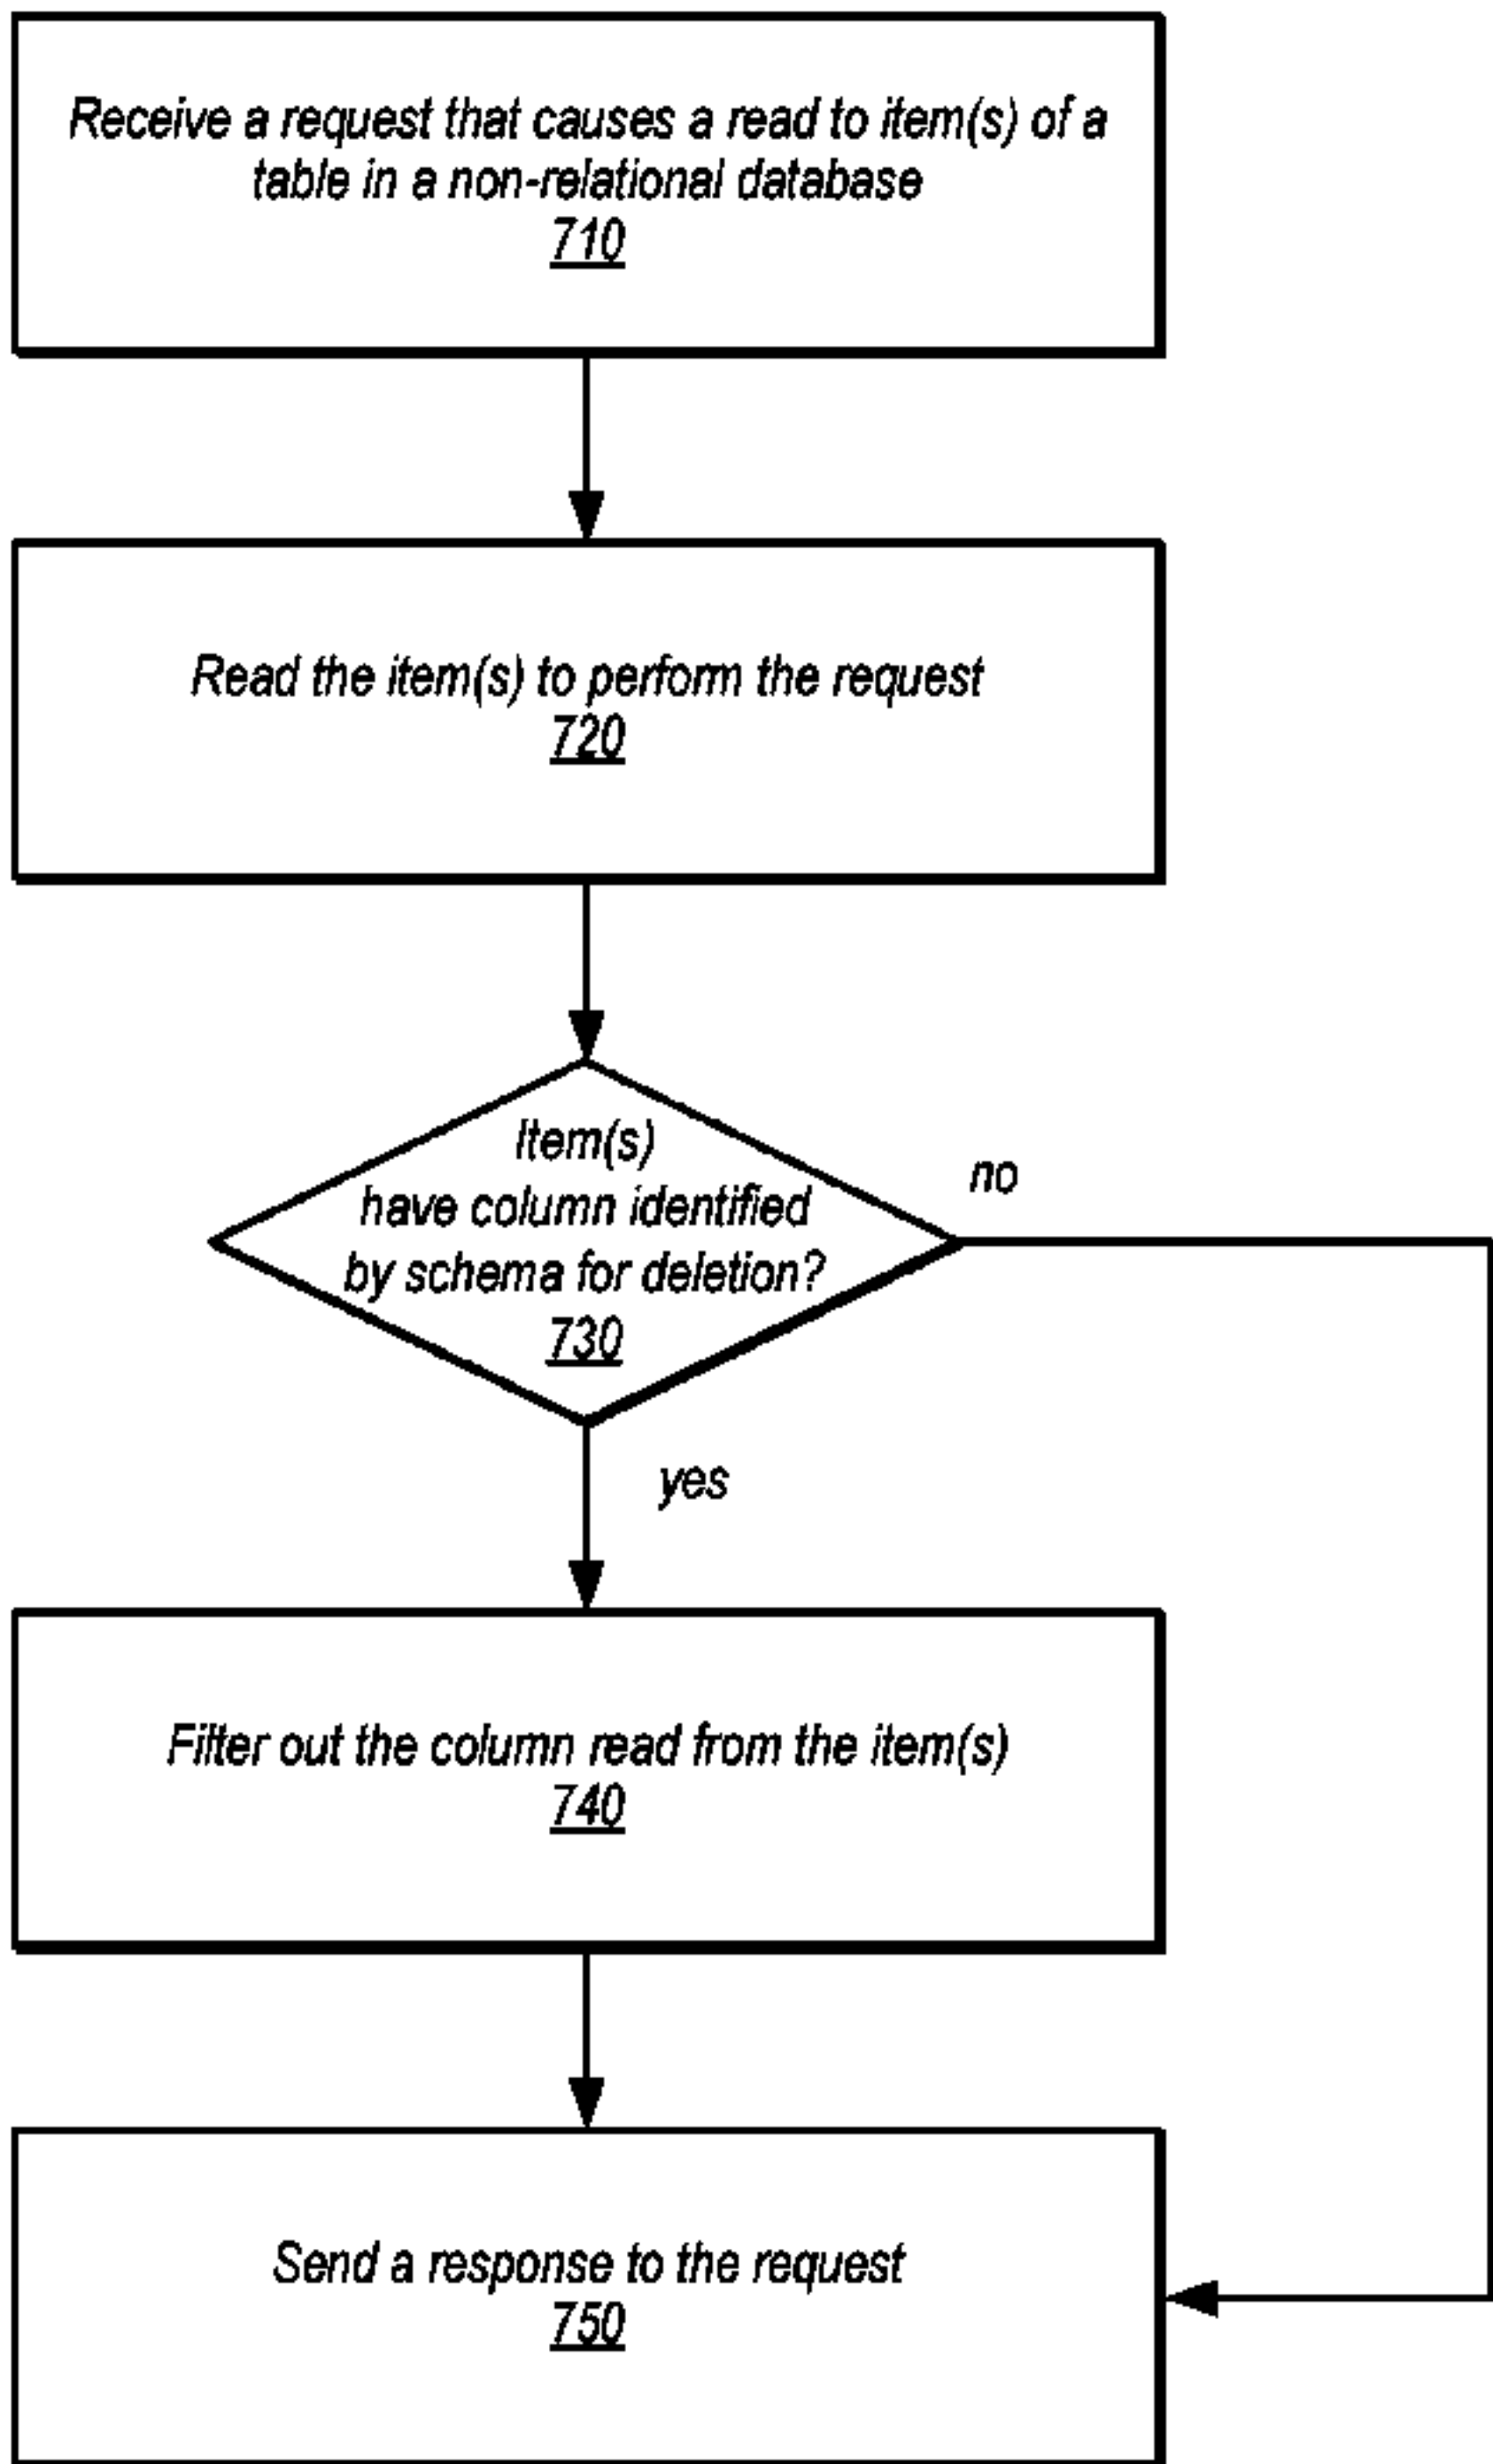 Receive a request that causes a read to item(s) of a
table in a non-relational database
710
Read the item(s) to perform the request
720
Item(s)
have column identified
by schema for deletion?
730
no
yes
Filter out the column read from the item(s)
740
Send a response to the request
750